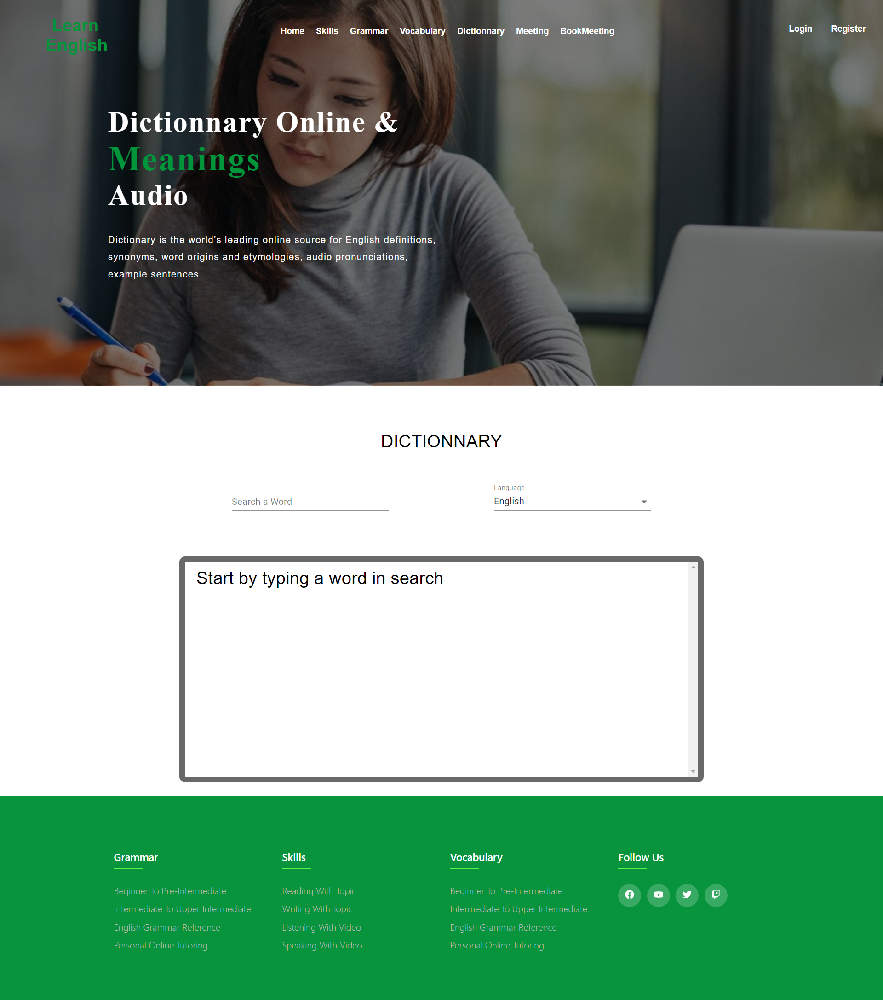 Learn
English
Home Skills Grammar Vocabulary Dictionnary Meeting BookMeeting
Login Register
Dictionnary Online &
Meanings
Audio
Dictionary is the world's leading online source for English definitions,
synonyms, word origins and etymologies, audio pronunciations,
example sentences.
DICTIONNARY
Search a Word
Language
English
Start by typing a word in search
Grammar
Beginner To Pre-Intermediate
Intermediate To Upper Intermediate
English Grammar Reference
Personal Online Tutoring
Skills
Reading With Topic
Writing With Topic
Listening With Video
Speaking With Video
Vocabulary
Beginner To Pre-Intermediate
Intermediate To Upper Intermediate
English Grammar Reference
Personal Online Tutoring
Follow Us